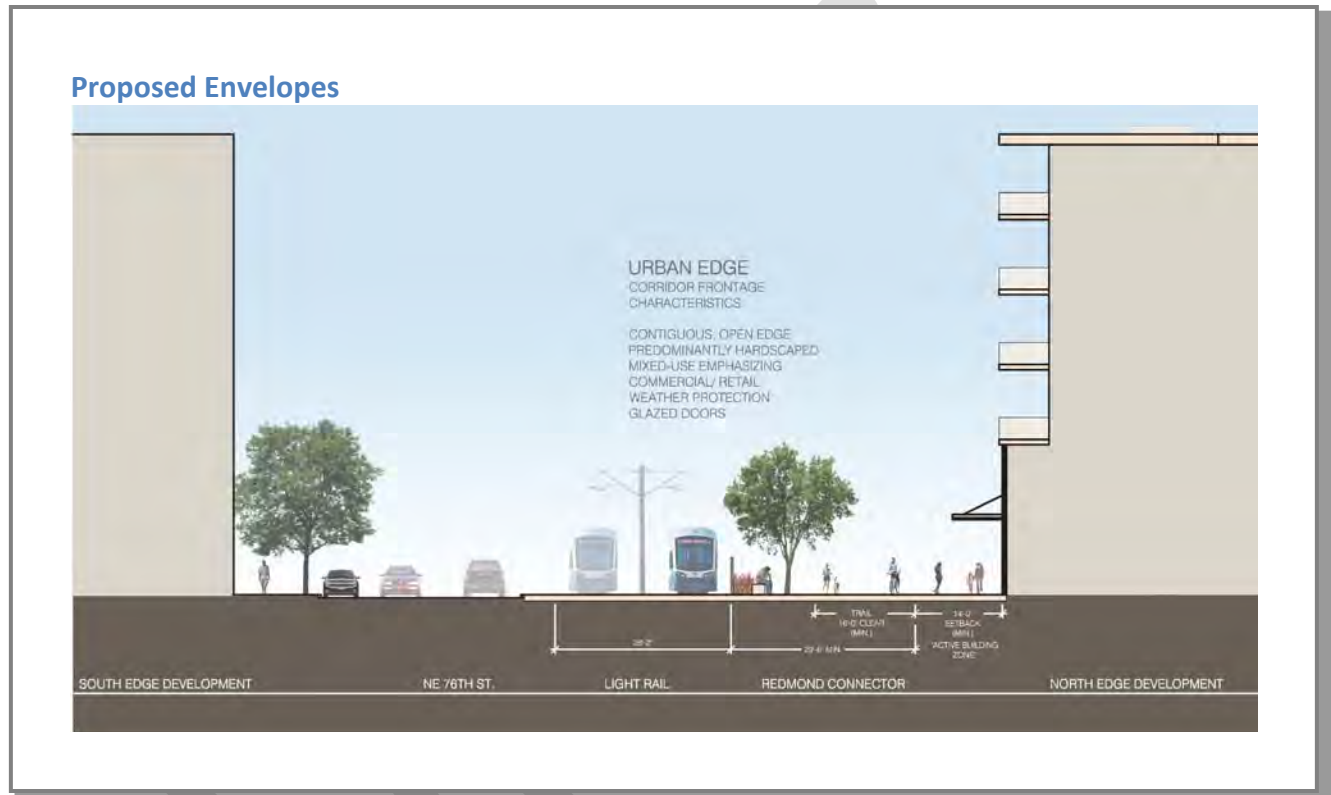 Proposed Envelopes
URBAN EDGE
CORRIDOR FRONTAGE
CHARACTERISTICS
CONTIGUOUS, OPEN EDGE
PREDOMINANTLY HARDSCAPED
MIXED-USE EMPHASIZING
COMMERCIAL/ RETAIL
WEATHER PROTECTION
GLAZED DOORS
TRAIL
CLEAR
(MIN.)
14'-0"
SETBACK
(MIN.)
'ACTIVE BUILDING
ZONE'
MIN.
SOUTH EDGE DEVELOPMENT
NE 76TH ST.
LIGHT RAIL
REDMOND CONNECTOR
NORTH EDGE DEVELOPMENT